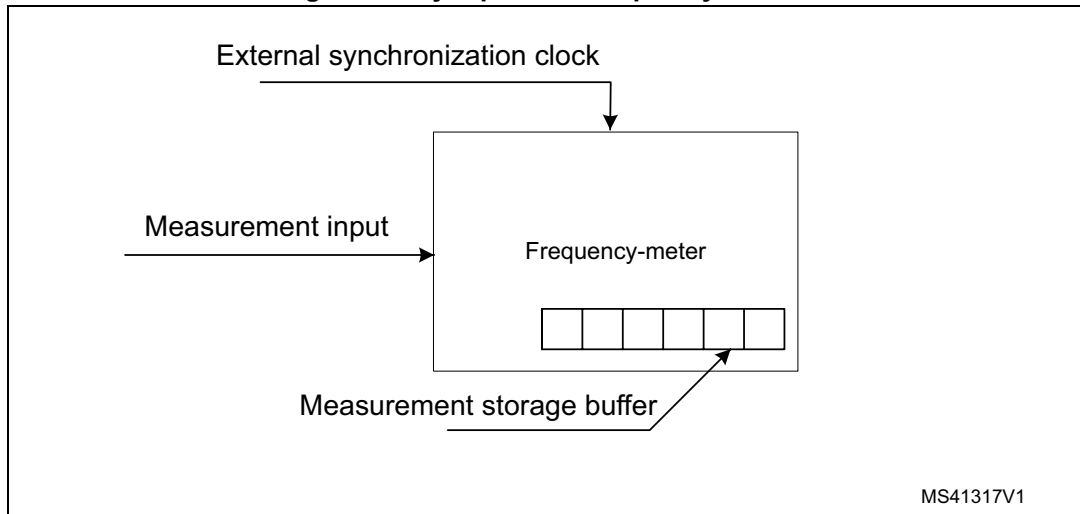 External synchronization clock
Measurement input
Frequency-meter
Measurement storage buffer
MS41317V1